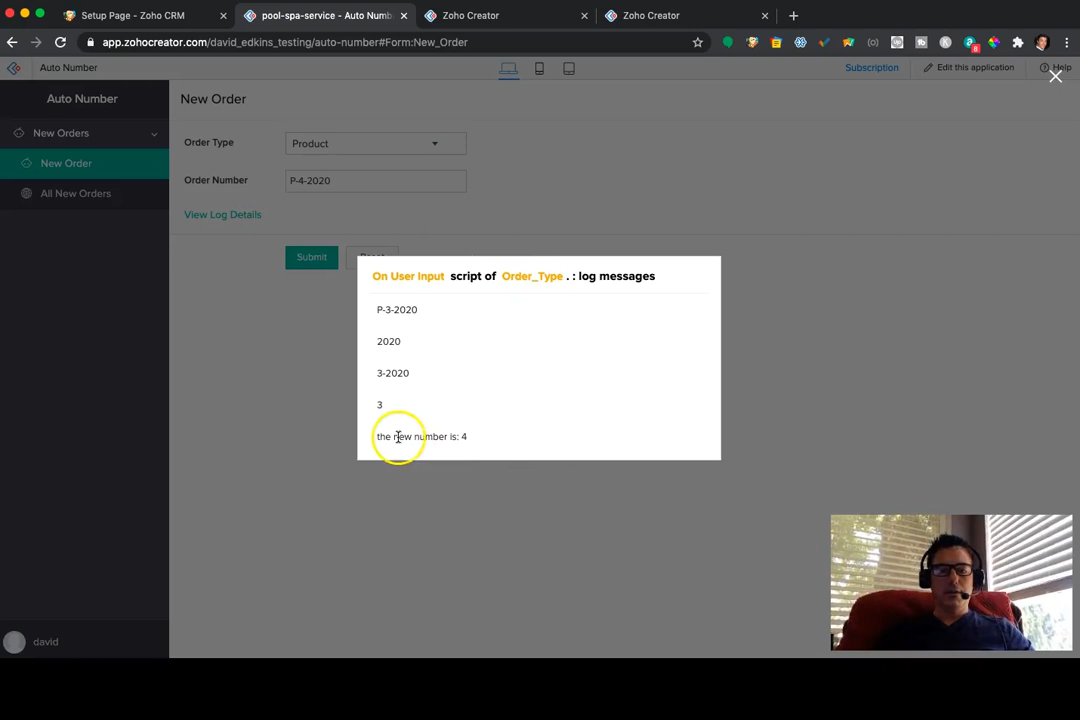 Setup Page - Zoho CRM
pool-spa-service - Auto Numb
Zoho Creator
Zoho Creator
app.zohocreator.com/david_edkins_testing/auto-number#Form:New_Order
8
Auto Number
Subscription
Edit this application
Help
Auto Number
New Orders
New Order
All New Orders
New Order
Order Type
Product
Order Number
P-4-2020
View Log Details
Submit
Reset
On User Input script of Order_Type . : log messages
P-3-2020
2020
3-2020
3
the new number is: 4
david